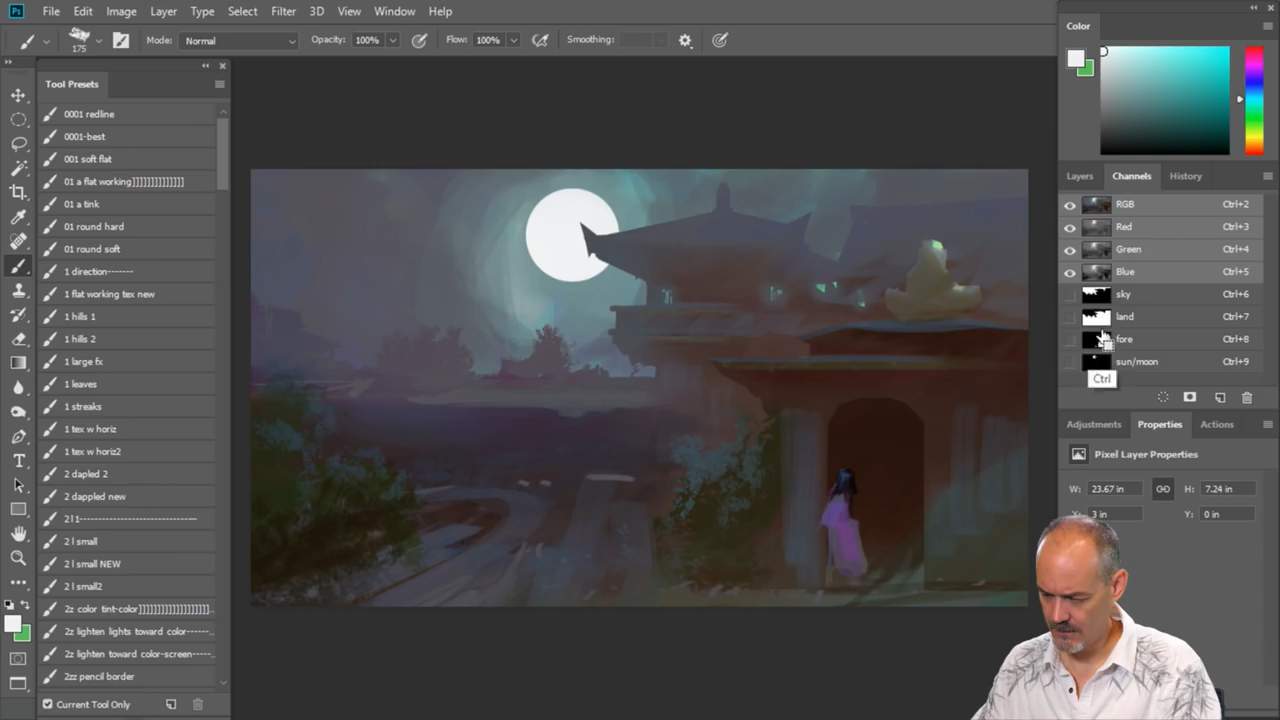 Ps File Edit Image Layer Type Select Filter 3D View Window Help
175 Mode: Normal Opacity: 100% Flow: 100% Smoothing:
Tool Presets
0001 redline
0001-best
001 soft flat
01 a flat working]]]]]]]]]]]]]]
01 a tink
01 round hard
01 round soft
1 direction-------
1 flat working tex new
1 hills 1
1 hills 2
1 large fx
1 leaves
1 streaks
1 tex w horiz
1 tex w horiz2
2 dapled 2
2 dappled new
2 l 1------------------------------
2 l small
2 l small NEW
2 l small2
2z color tint-color]]]]]]]]]]]]]]]]]]]]..
2z lighten lights toward color------..
2z lighten toward color-screen-----..
2zz pencil border
Current Tool Only
Color
Layers Channels History
RGB Ctrl+2
Red Ctrl+3
Green Ctrl+4
Blue Ctrl+5
sky Ctrl+6
land Ctrl+7
fore Ctrl+8
sun/moon Ctrl+9
Ctrl
Adjustments Properties Actions
Pixel Layer Properties
W: 23.67 in H: 7.24 in
X: 3 in Y: 0 in